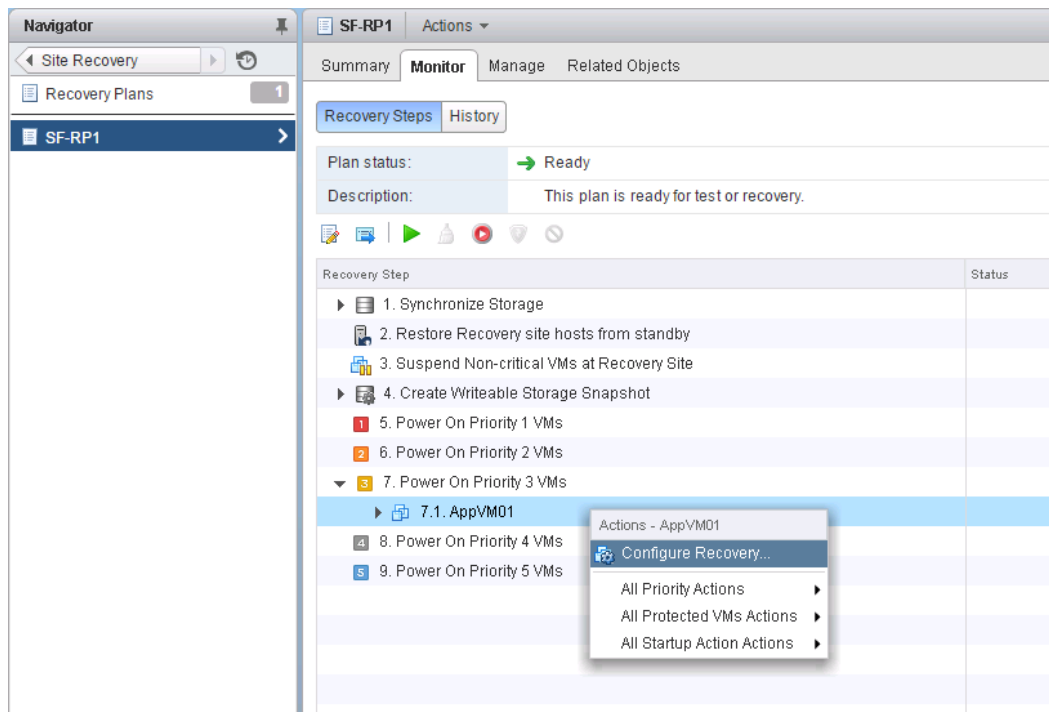 Navigator
Site Recovery
Recovery Plans 1
SF-RP1
SF-RP1 Actions
Summary Monitor Manage Related Objects
Recovery Steps History
Plan status: Ready
Description: This plan is ready for test or recovery.
Recovery Step Status
1. Synchronize Storage
2. Restore Recovery site hosts from standby
3. Suspend Non-critical VMs at Recovery Site
4. Create Writeable Storage Snapshot
1 5. Power On Priority 1 VMs
2 6. Power On Priority 2 VMs
3 7. Power On Priority 3 VMs
7.1. AppVM01
4 8. Power On Priority 4 VMs
5 9. Power On Priority 5 VMs
Actions - AppVM01
Configure Recovery...
All Priority Actions
All Protected VMs Actions
All Startup Action Actions